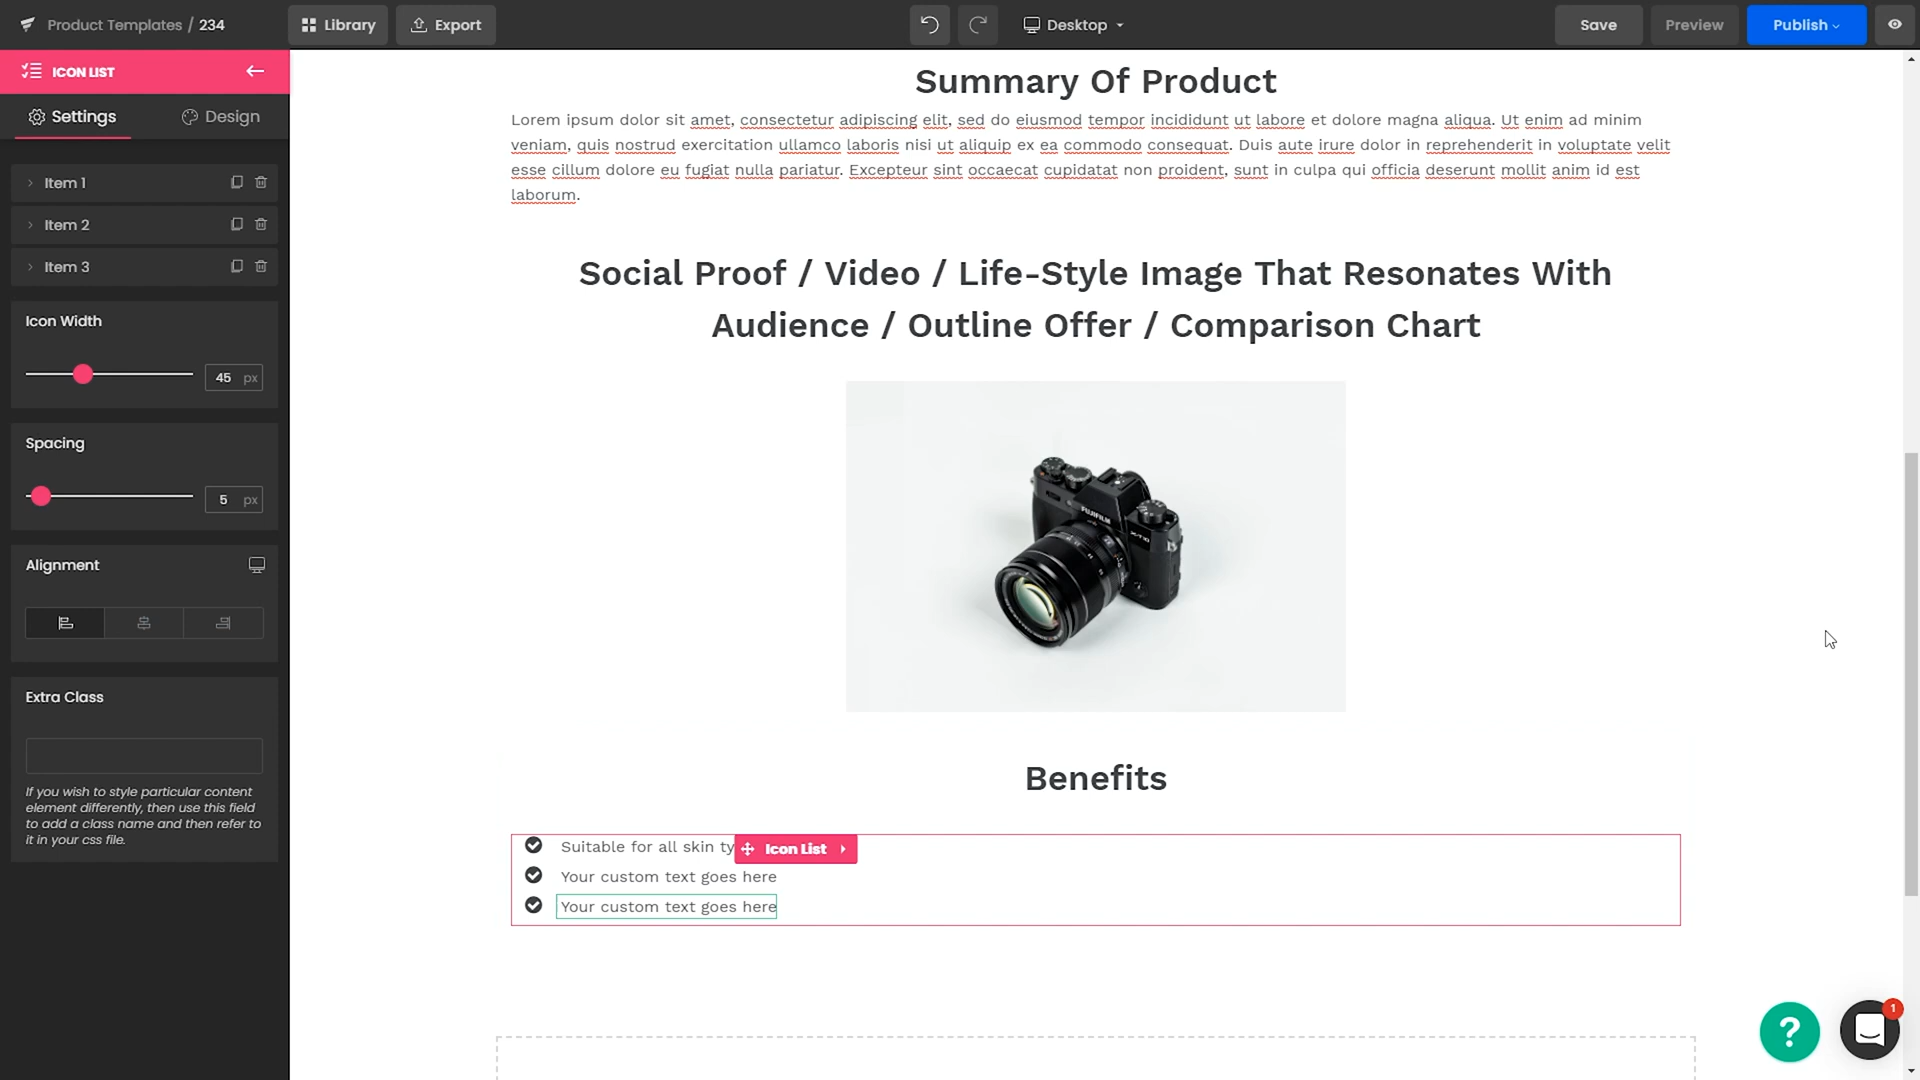 Product Templates / 234
Library
Export
Desktop
Save
Preview
Publish
ICON LIST
Settings
Design
Item 1
Item 2
Item 3
Icon Width
45 px
Spacing
5 px
Alignment
Extra Class
If you wish to style particular content
element differently, then use this field
to add a class name and then refer to
it in your css file.
Summary Of Product
Lorem ipsum dolor sit amet, consectetur adipiscing elit, sed do eiusmod tempor incididunt ut labore et dolore magna aliqua. Ut enim ad minim
veniam, quis nostrud exercitation ullamco laboris nisi ut aliquip ex ea commodo consequat. Duis aute irure dolor in reprehenderit in voluptate velit
esse cillum dolore eu fugiat nulla pariatur. Excepteur sint occaecat cupidatat non proident, sunt in culpa qui officia deserunt mollit anim id est
laborum.
Social Proof / Video / Life-Style Image That Resonates With
Audience / Outline Offer / Comparison Chart
FUJIFILM
X-T10
Benefits
Suitable for all skin ty
Icon List
Your custom text goes here
Your custom text goes here
?
1